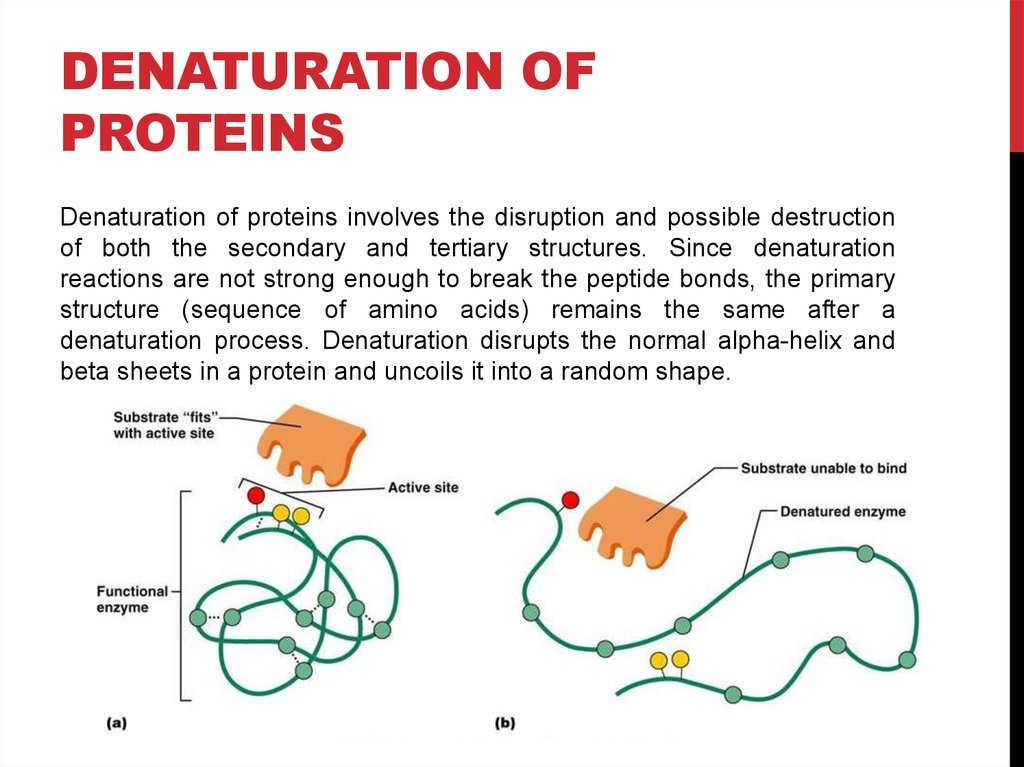 DENATURATION OF
PROTEINS
Denaturation of proteins involves the disruption and possible destruction
of both the secondary and tertiary structures. Since denaturation
reactions are not strong enough to break the peptide bonds, the primary
structure (sequence of amino acids) remains the same after a
denaturation process. Denaturation disrupts the normal alpha-helix and
beta sheets in a protein and uncoils it into a random shape.
Substrate “fits”
with active site
Active site
Functional
enzyme
(a)
Substrate unable to bind
Denatured enzyme
(b)